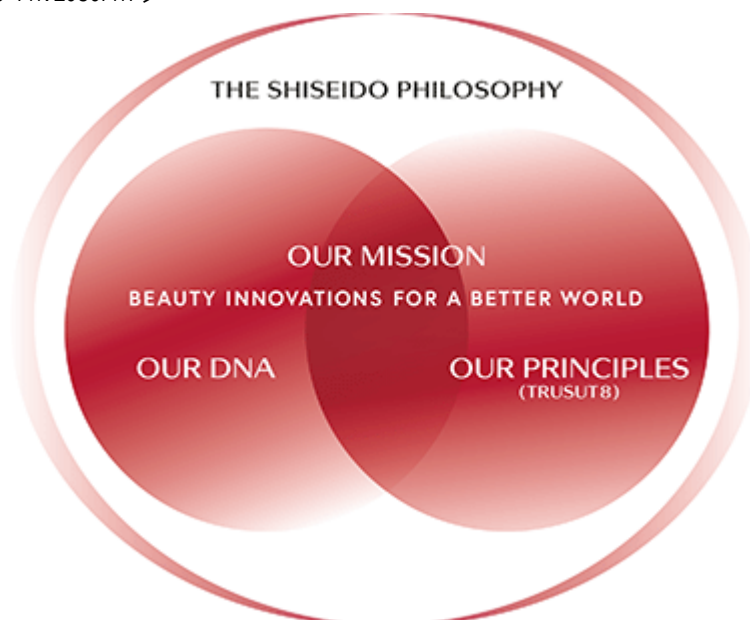 THE SHISEIDO PHILOSOPHY
OUR MISSION
BEAUTY INNOVATIONS FOR A BETTER WORLD
OUR DNA
OUR PRINCIPLES
(TRUSUT8)